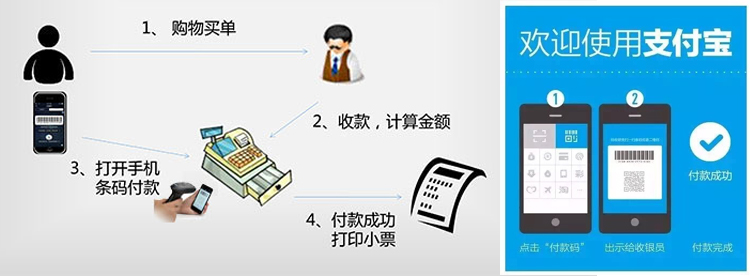 1、 购物买单
2、收款，计算金额
3、打开手机
条码付款
4、付款成功
打印小票
欢迎使用支付宝
1
2
付款成功
点击“付款码”
出示给收银员
付款完成